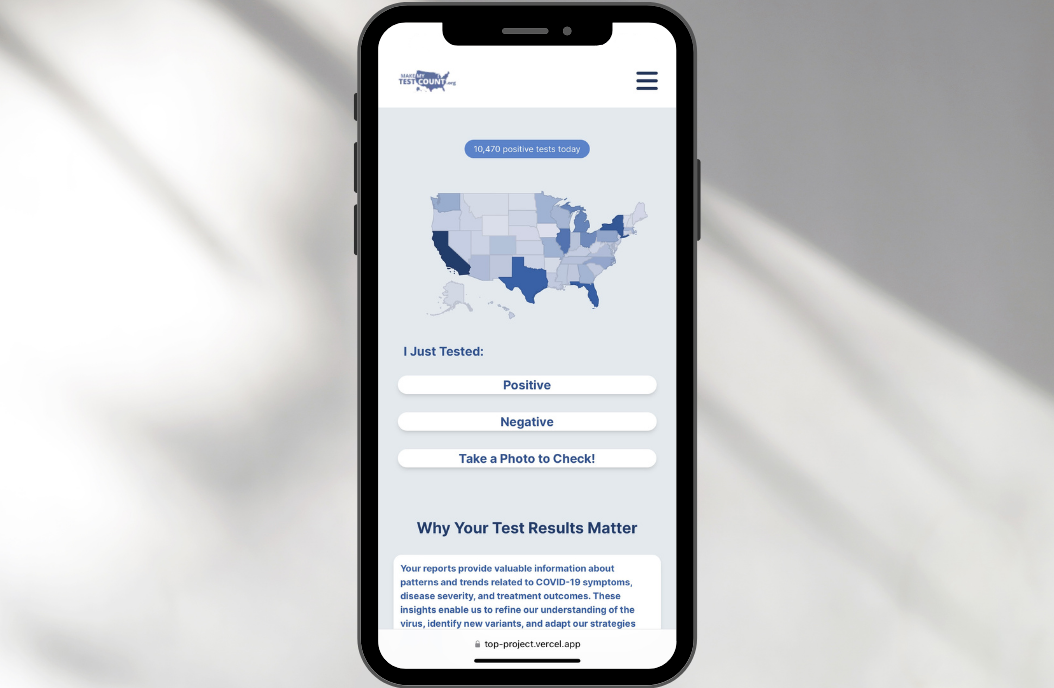 MAKE MY
TEST COUNT.org
10,470 positive tests today
I Just Tested:
Positive
Negative
Take a Photo to Check!
Why Your Test Results Matter
Your reports provide valuable information about
patterns and trends related to COVID-19 symptoms,
disease severity, and treatment outcomes. These
insights enable us to refine our understanding of the
virus, identify new variants, and adapt our strategies
top-project.vercel.app